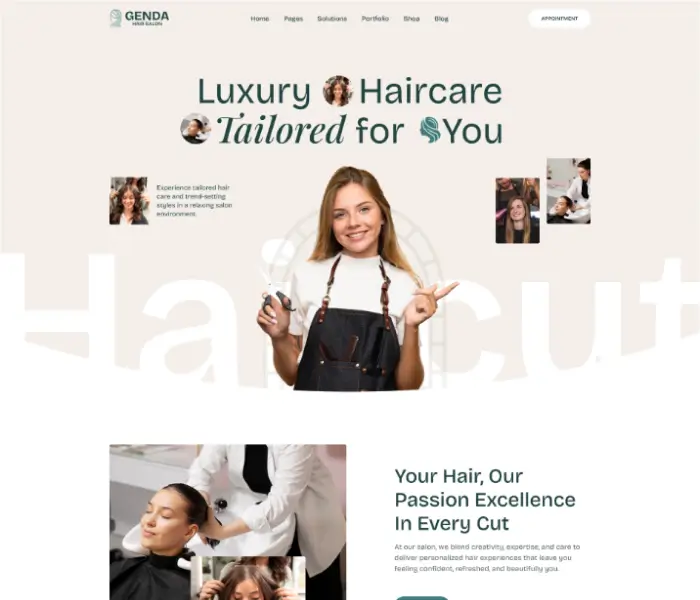 GENDA
HAIR SALON
Home Pages Solutions Portfolio Shop Blog
APPOINTMENT
Luxury Haircare
Tailored for You
Experience tailored hair
care and trend-setting
styles in a relaxing salon
environment.
Haircut
Your Hair, Our
Passion Excellence
In Every Cut
At our salon, we blend creativity, expertise, and care to
deliver personalized hair experiences that leave you
feeling confident, refreshed, and beautifully you.